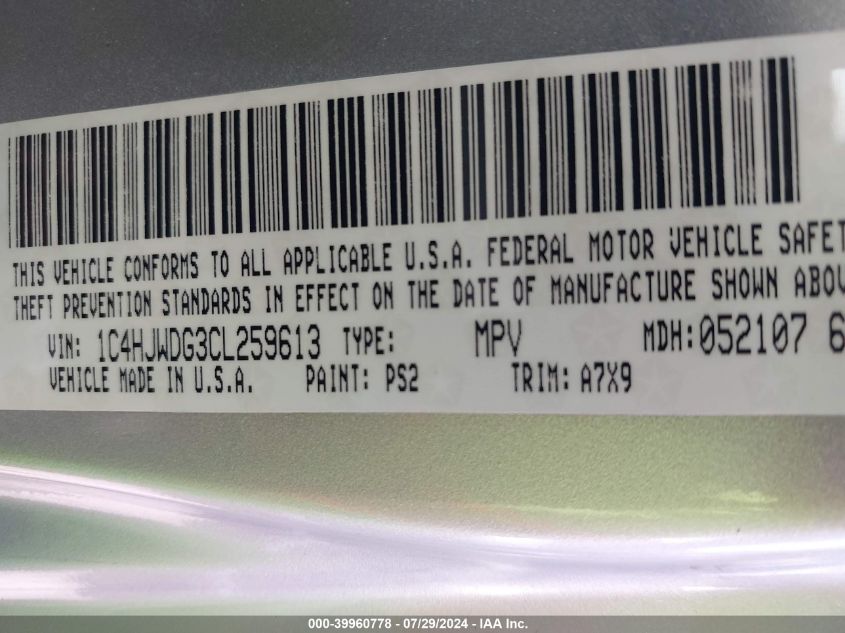 THIS VEHICLE CONFORMS TO ALL APPLICABLE U.S.A. FEDERAL MOTOR VEHICLE SAFET
THEFT PREVENTION STANDARDS IN EFFECT ON THE DATE OF MANUFACTURE SHOWN ABOV
VIN: 1C4HJWDG3CL259613 TYPE: MPV MDH:052107 6
VEHICLE MADE IN U.S.A. PAINT: PS2 TRIM: A7X9
000-39960778 - 07/29/2024 - IAA Inc.